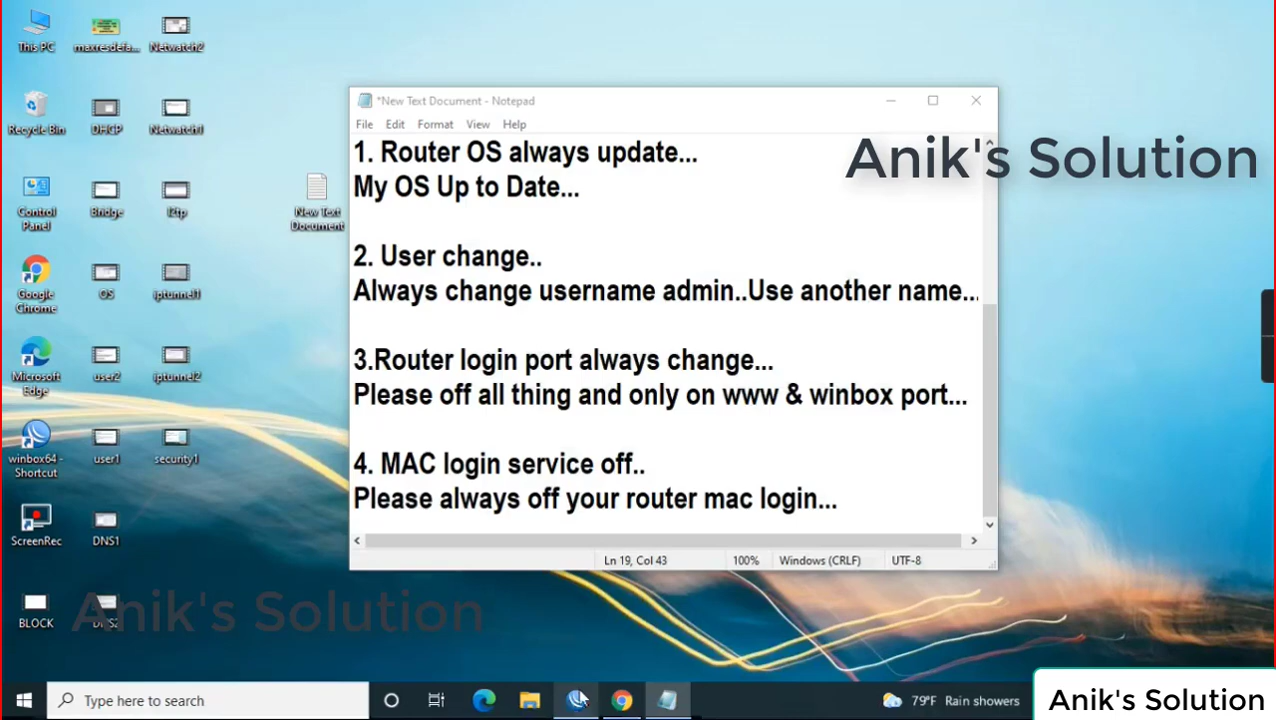 This PC
maxresdefa...
Netwatch2
Recycle Bin
DHCP
Netwatch1
Control
Panel
Bridge
l2tp
New Text
Document
Google
Chrome
OS
iptunnel1
Microsoft
Edge
user2
iptunnel2
winbox64 -
Shortcut
user1
security1
ScreenRec
DNS1
BLOCK
DNS2
*New Text Document - Notepad
File Edit Format View Help
1. Router OS always update...
My OS Up to Date...
2. User change..
Always change username admin..Use another name...
3.Router login port always change...
Please off all thing and only on www & winbox port...
4. MAC login service off..
Please always off your router mac login...
Ln 19, Col 43 100% Windows (CRLF) UTF-8
Anik's Solution
Anik's Solution
Type here to search
79°F Rain showers
Anik's Solution